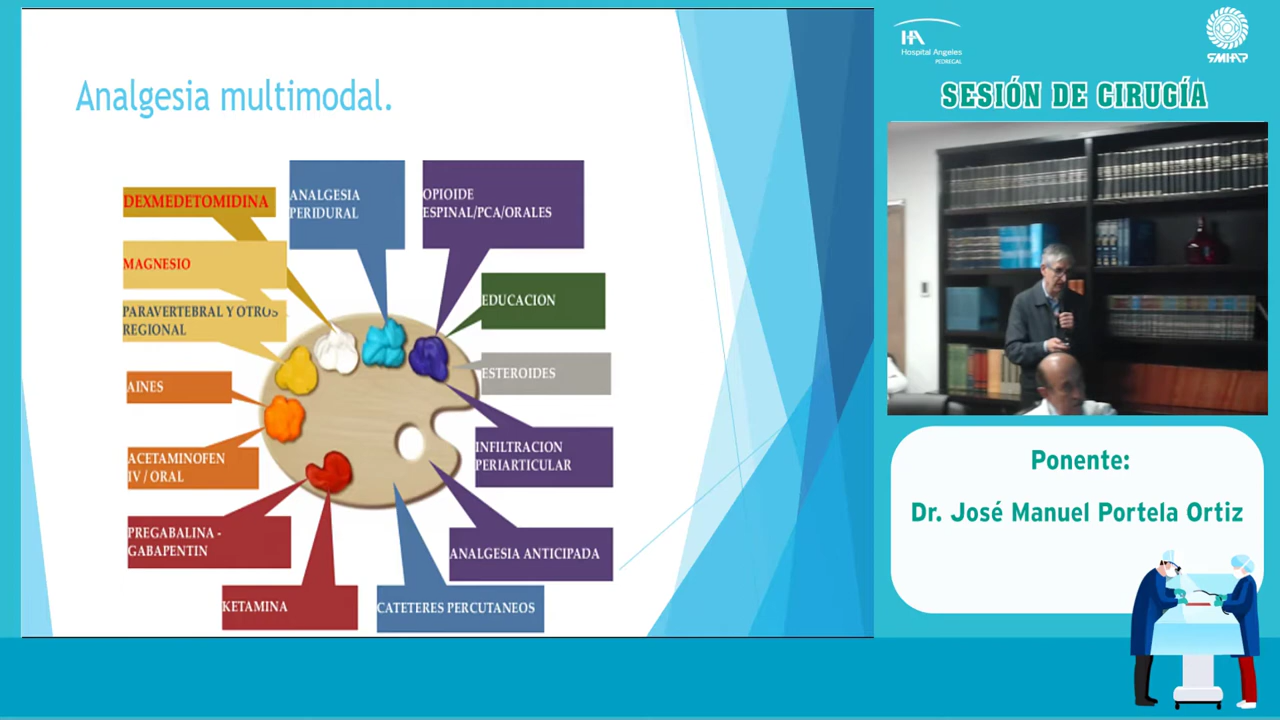 Analgesia multimodal.
DEXMEDETOMIDINA
ANALGESIA
PERIDURAL
OPIOIDE
ESPINAL/PCA/ORALES
MAGNESIO
PARAVERTEBRAL Y OTROS
REGIONAL
EDUCACION
ESTEROIDES
AINES
INFILTRACION
PERIARTICULAR
ACETAMINOFEN
IV / ORAL
PREGABALINA -
GABAPENTIN
ANALGESIA ANTICIPADA
KETAMINA
CATETERES PERCUTANEOS
HA
Hospital Angeles
PEDREGAL
SMHAP
SESIÓN DE CIRUGÍA
Ponente:
Dr. José Manuel Portela Ortiz